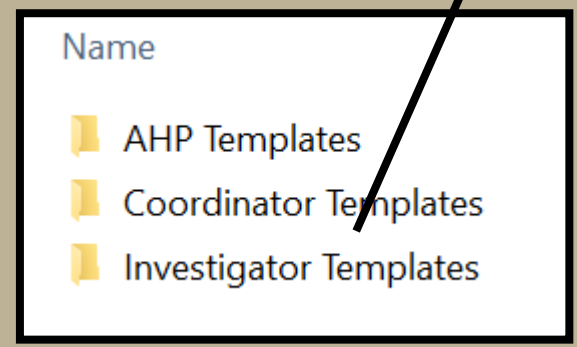 Name
AHP Templates
Coordinator Templates
Investigator Templates